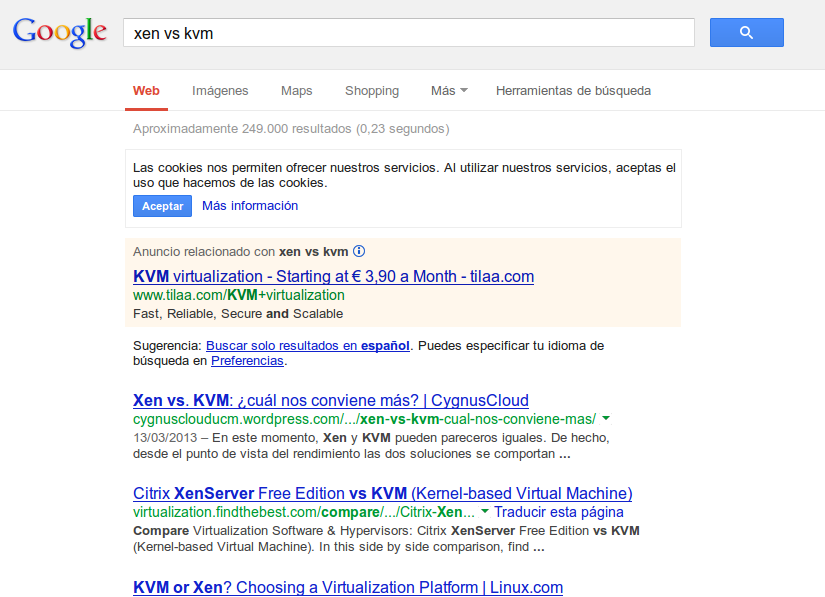 Google
xen vs kvm
Web Imágenes Maps Shopping Más Herramientas de búsqueda
Aproximadamente 249.000 resultados (0,23 segundos)
Las cookies nos permiten ofrecer nuestros servicios. Al utilizar nuestros servicios, aceptas el
uso que hacemos de las cookies.
Aceptar Más información
Anuncio relacionado con xen vs kvm
KVM virtualization - Starting at € 3,90 a Month - tilaa.com
www.tilaa.com/KVM+virtualization
Fast, Reliable, Secure and Scalable
Sugerencia: Buscar solo resultados en español. Puedes especificar tu idioma de
búsqueda en Preferencias.
Xen vs. KVM: ¿cuál nos conviene más? | CygnusCloud
cygnusclouducm.wordpress.com/.../xen-vs-kvm-cual-nos-conviene-mas/
13/03/2013 – En este momento, Xen y KVM pueden pareceros iguales. De hecho,
desde el punto de vista del rendimiento las dos soluciones se comportan ...
Citrix XenServer Free Edition vs KVM (Kernel-based Virtual Machine)
virtualization.findthebest.com/compare/.../Citrix-Xen... Traducir esta página
Compare Virtualization Software & Hypervisors: Citrix XenServer Free Edition vs KVM
(Kernel-based Virtual Machine). In this side by side comparison, find ...
KVM or Xen? Choosing a Virtualization Platform | Linux.com